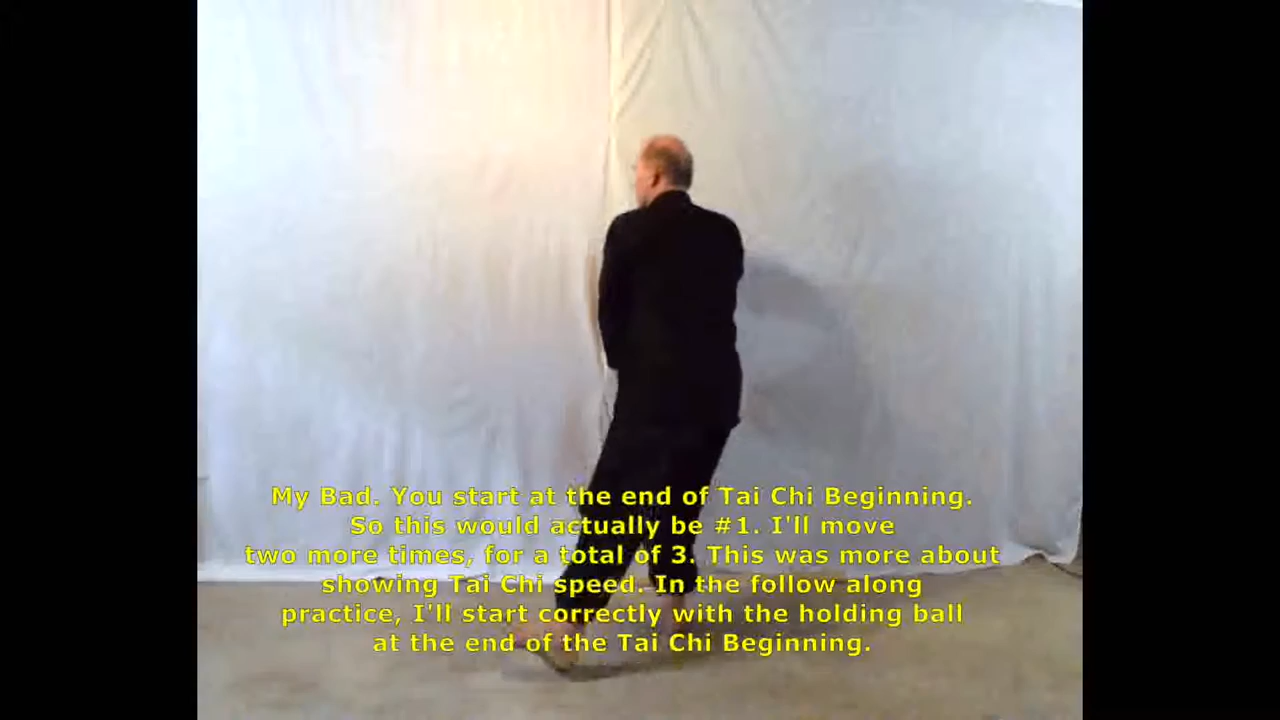 My Bad. You start at the end of Tai Chi Beginning.
So this would actually be #1. I'll move
two more times, for a total of 3. This was more about
showing Tai Chi speed. In the follow along
practice, I'll start correctly with the holding ball
at the end of the Tai Chi Beginning.